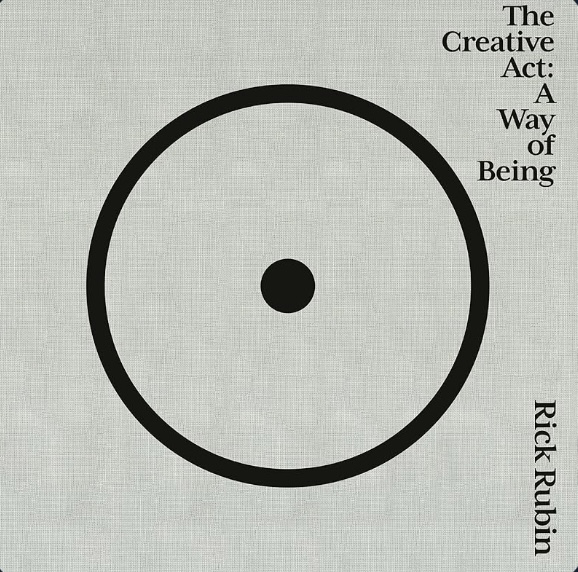 The
Creative
Act:
A
Way
of
Being
Rick Rubin